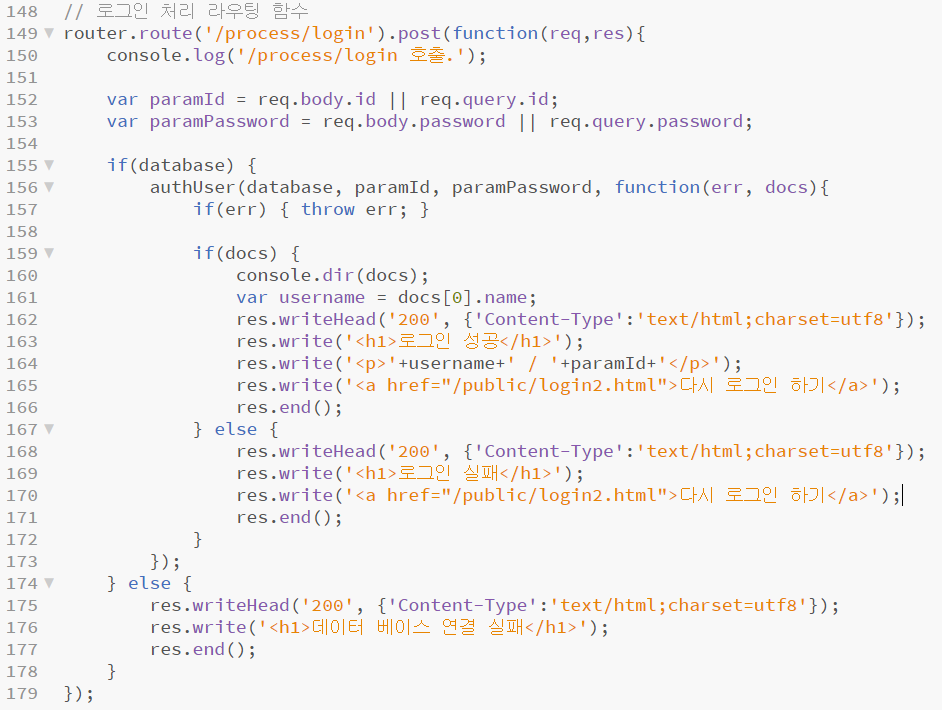 148 // 로그인 처리 라우팅 함수
149 router.route('/process/login').post(function(req,res){
150     console.log('/process/login 호출.');
151
152     var paramId = req.body.id || req.query.id;
153     var paramPassword = req.body.password || req.query.password;
154
155     if(database) {
156         authUser(database, paramId, paramPassword, function(err, docs){
157             if(err) { throw err; }
158
159             if(docs) {
160                 console.dir(docs);
161                 var username = docs[0].name;
162                 res.writeHead('200', {'Content-Type':'text/html;charset=utf8'});
163                 res.write('<h1>로그인 성공</h1>');
164                 res.write('<p>'+username+' / '+paramId+'</p>');
165                 res.write('<a href="/public/login2.html">다시 로그인 하기</a>');
166                 res.end();
167             } else {
168                 res.writeHead('200', {'Content-Type':'text/html;charset=utf8'});
169                 res.write('<h1>로그인 실패</h1>');
170                 res.write('<a href="/public/login2.html">다시 로그인 하기</a>');
171                 res.end();
172             }
173         });
174     } else {
175         res.writeHead('200', {'Content-Type':'text/html;charset=utf8'});
176         res.write('<h1>데이터 베이스 연결 실패</h1>');
177         res.end();
178     }
179 });